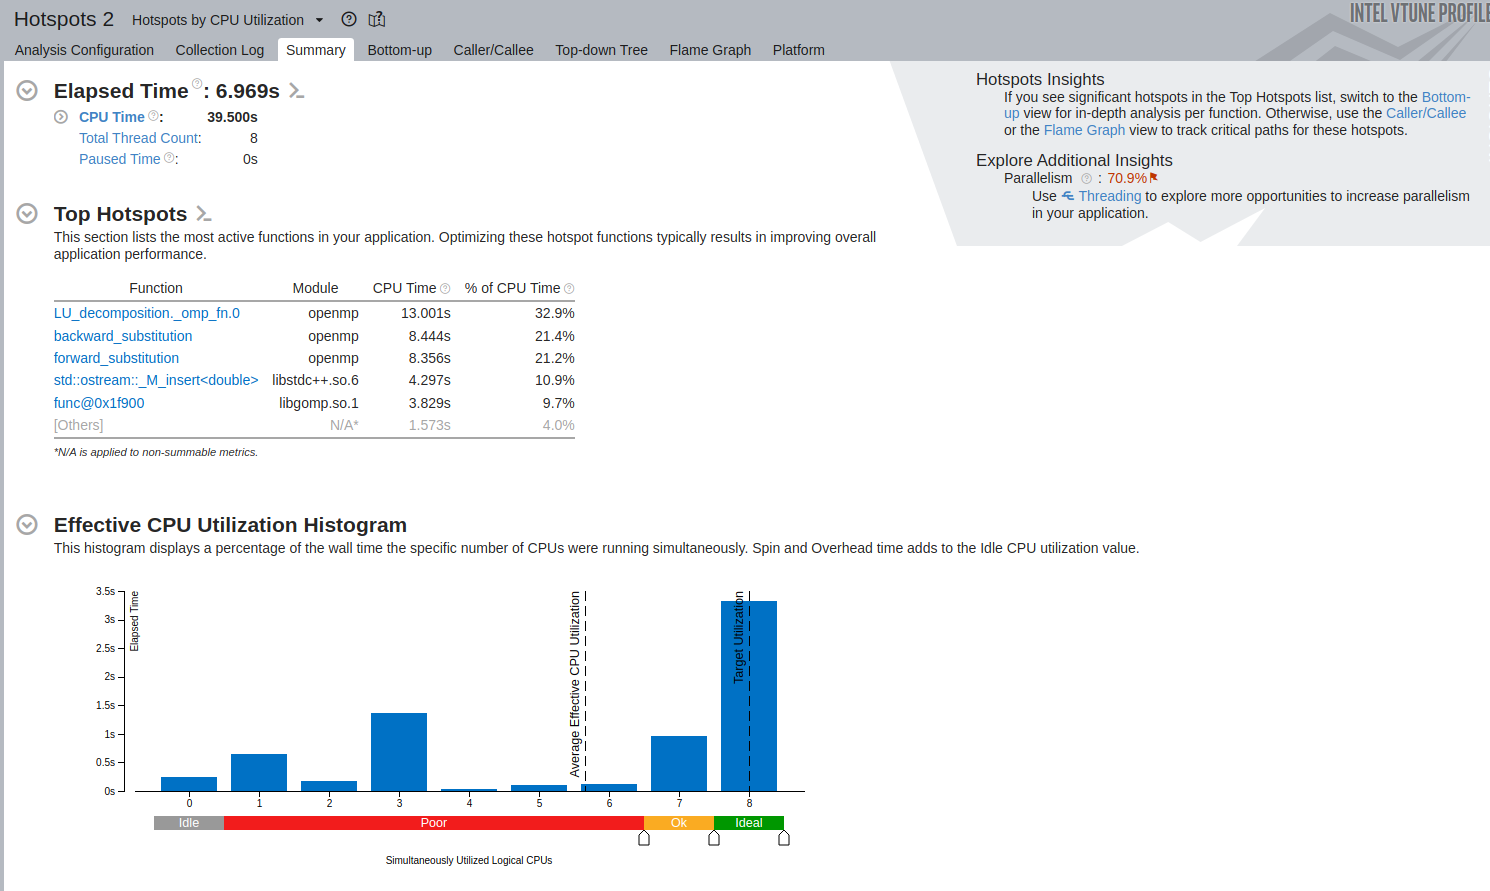 Hotspots 2 Hotspots by CPU Utilization
INTEL VTUNE PROFILE
Analysis Configuration Collection Log Summary Bottom-up Caller/Callee Top-down Tree Flame Graph Platform
Elapsed Time : 6.969s
CPU Time : 39.500s
Total Thread Count: 8
Paused Time : 0s
Hotspots Insights
If you see significant hotspots in the Top Hotspots list, switch to the Bottom-
up view for in-depth analysis per function. Otherwise, use the Caller/Callee
or the Flame Graph view to track critical paths for these hotspots.
Explore Additional Insights
Parallelism : 70.9%
Use Threading to explore more opportunities to increase parallelism
in your application.
Top Hotspots
This section lists the most active functions in your application. Optimizing these hotspot functions typically results in improving overall
application performance.
Function Module CPU Time % of CPU Time
LU_decomposition._omp_fn.0 openmp 13.001s 32.9%
backward_substitution openmp 8.444s 21.4%
forward_substitution openmp 8.356s 21.2%
std::ostream::_M_insert<double> libstdc++.so.6 4.297s 10.9%
func@0x1f900 libgomp.so.1 3.829s 9.7%
[Others] N/A* 1.573s 4.0%
*N/A is applied to non-summable metrics.
Effective CPU Utilization Histogram
This histogram displays a percentage of the wall time the specific number of CPUs were running simultaneously. Spin and Overhead time adds to the Idle CPU utilization value.
3.5s
3s
2.5s
2s
1.5s
1s
0.5s
0s
Elapsed Time
Average Effective CPU Utilization
Target Utilization
0 1 2 3 4 5 6 7 8
Idle Poor Ok Ideal
Simultaneously Utilized Logical CPUs